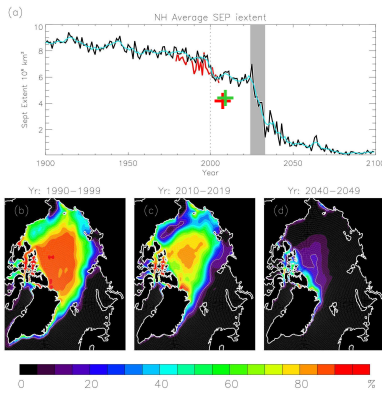 (a)
NH Average SEP iextent
Sept Extent 10⁶ km²
10
8
6
4
2
1900 1950 2000 2050 2100
Year
Yr: 1990-1999 Yr: 2010-2019 Yr: 2040-2049
(b) (c) (d)
0 20 40 60 80 %